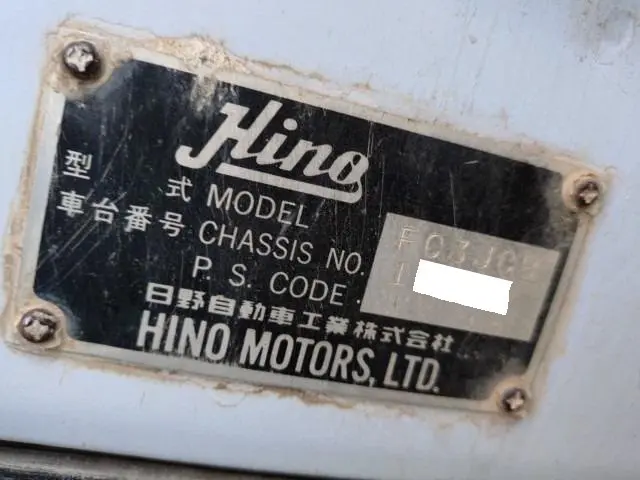 Hino
型式 MODEL
車台番号 CHASSIS NO.
P. S. CODE.
日野自動車工業株式会社
HINO MOTORS, LTD.